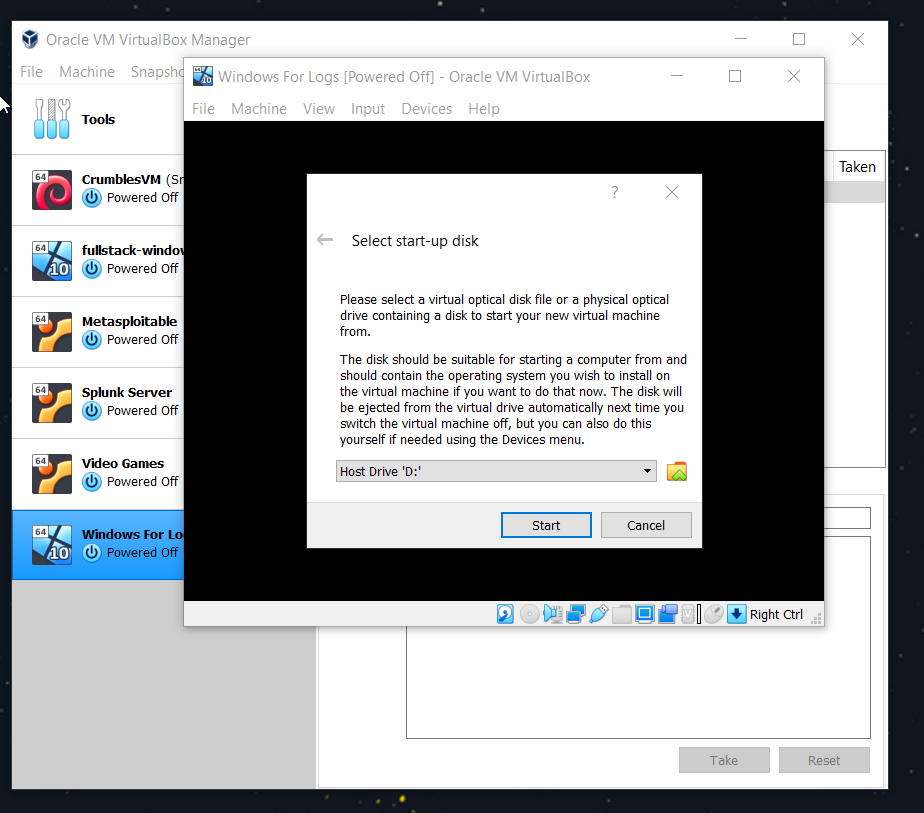 Oracle VM VirtualBox Manager
File Machine Snapsho
Tools
64
CrumblesVM (Sn
Powered Off
64
10
fullstack-window
Powered Off
64
Metasploitable
Powered Off
64
Splunk Server
Powered Off
64
Video Games
Powered Off
64
10
Windows For Lo
Powered Off
Taken
Take Reset
64
10
Windows For Logs [Powered Off] - Oracle VM VirtualBox
File Machine View Input Devices Help
?
Select start-up disk
Please select a virtual optical disk file or a physical optical
drive containing a disk to start your new virtual machine
from.
The disk should be suitable for starting a computer from and
should contain the operating system you wish to install on
the virtual machine if you want to do that now. The disk will
be ejected from the virtual drive automatically next time you
switch the virtual machine off, but you can also do this
yourself if needed using the Devices menu.
Host Drive 'D:'
Start Cancel
Right Ctrl